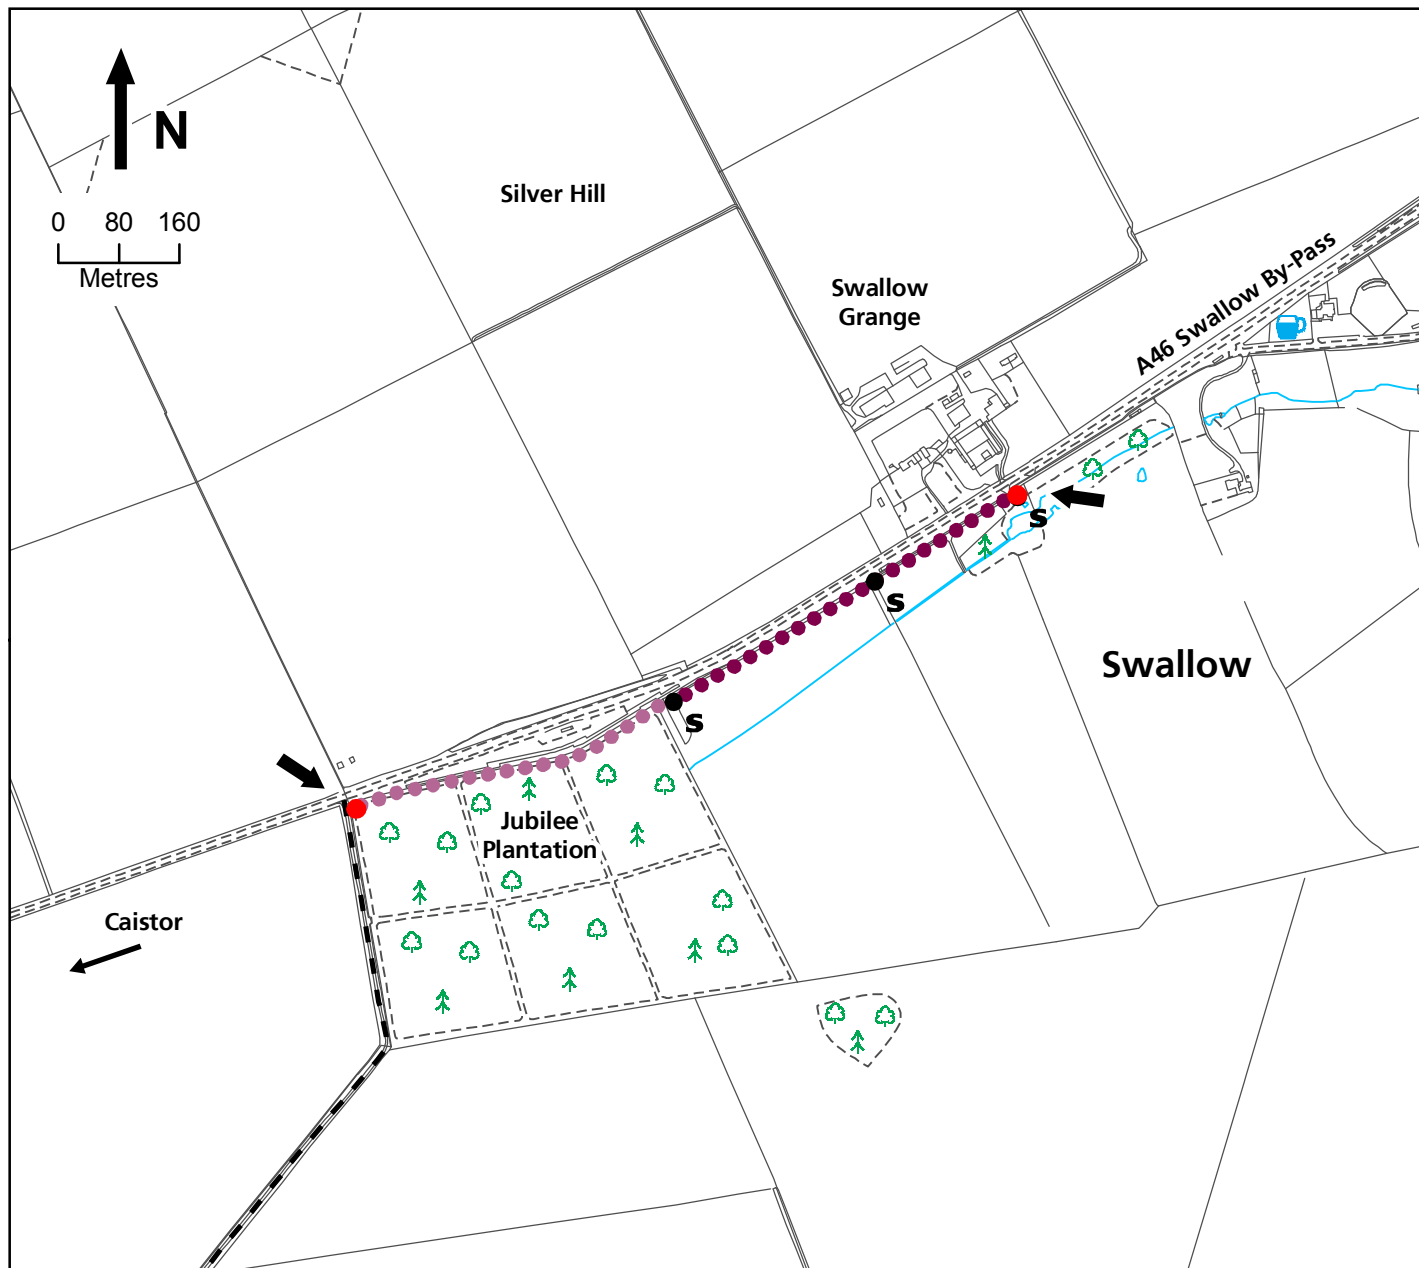 N
Silver Hill
0 80 160
Metres
Swallow
Grange
A46 Swallow By-Pass
s
s
Swallow
s
Jubilee
Plantation
Caistor